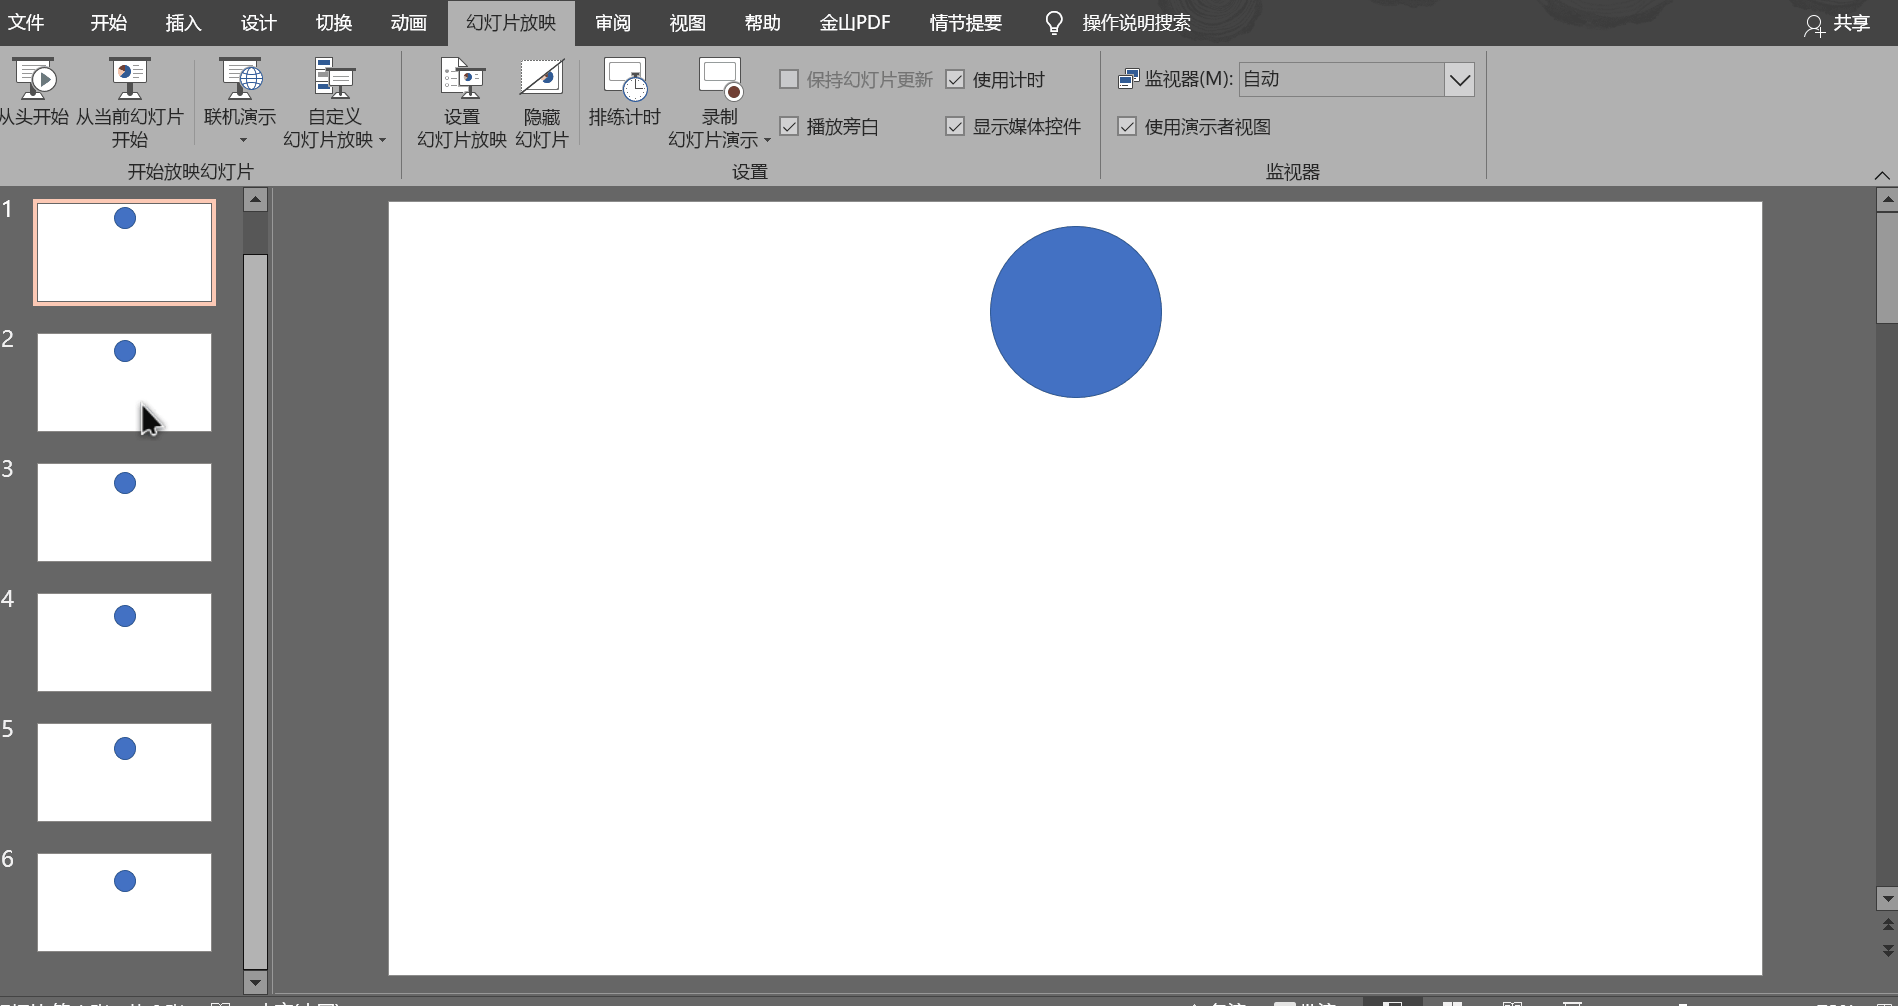 文件 开始 插入 设计 切换 动画 幻灯片放映 审阅 视图 帮助 金山PDF 情节提要 操作说明搜索 共享
从头开始 从当前幻灯片 开始 联机演示 自定义 幻灯片放映 设置 幻灯片放映 隐藏 幻灯片 排练计时 录制 幻灯片演示
保持幻灯片更新 使用计时 监视器(M): 自动
播放旁白 显示媒体控件 使用演示者视图
开始放映幻灯片 设置 监视器
1
2
3
4
5
6